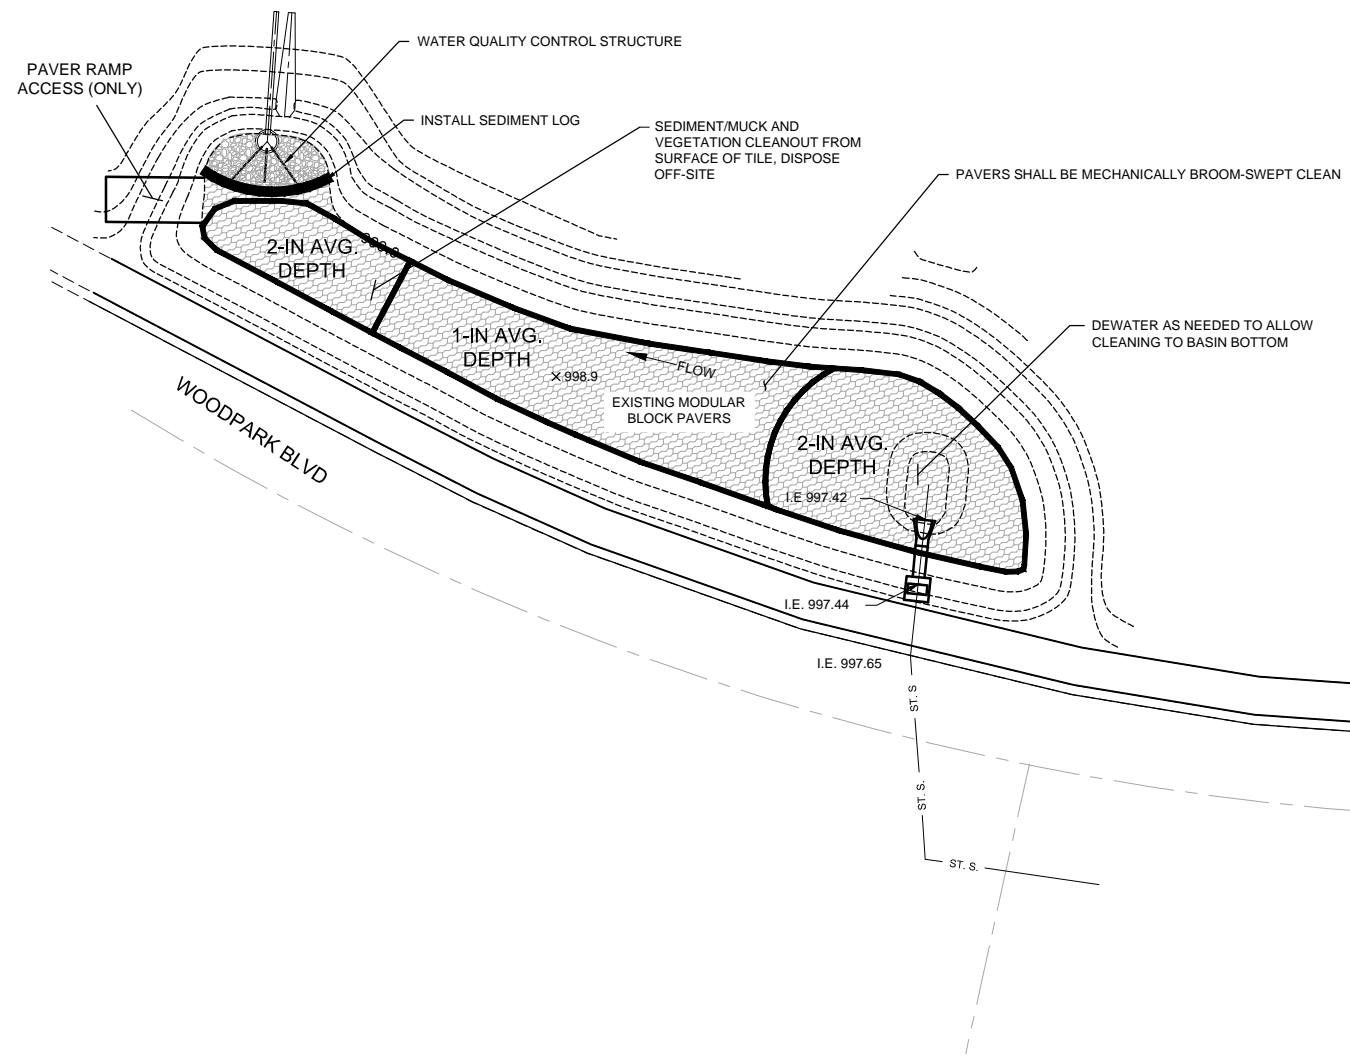 WATER QUALITY CONTROL STRUCTURE
PAVER RAMP
ACCESS (ONLY)
INSTALL SEDIMENT LOG
SEDIMENT/MUCK AND
VEGETATION CLEANOUT FROM
SURFACE OF TILE, DISPOSE
OFF-SITE
PAVERS SHALL BE MECHANICALLY BROOM-SWEPT CLEAN
2-IN AVG.
DEPTH
1-IN AVG.
DEPTH
998.9
FLOW
EXISTING MODULAR
BLOCK PAVERS
DEWATER AS NEEDED TO ALLOW
CLEANING TO BASIN BOTTOM
WOODPARK BLVD
2-IN AVG.
DEPTH
I.E 997.42
I.E. 997.44
I.E. 997.65
ST. S
ST. S.
ST. S.